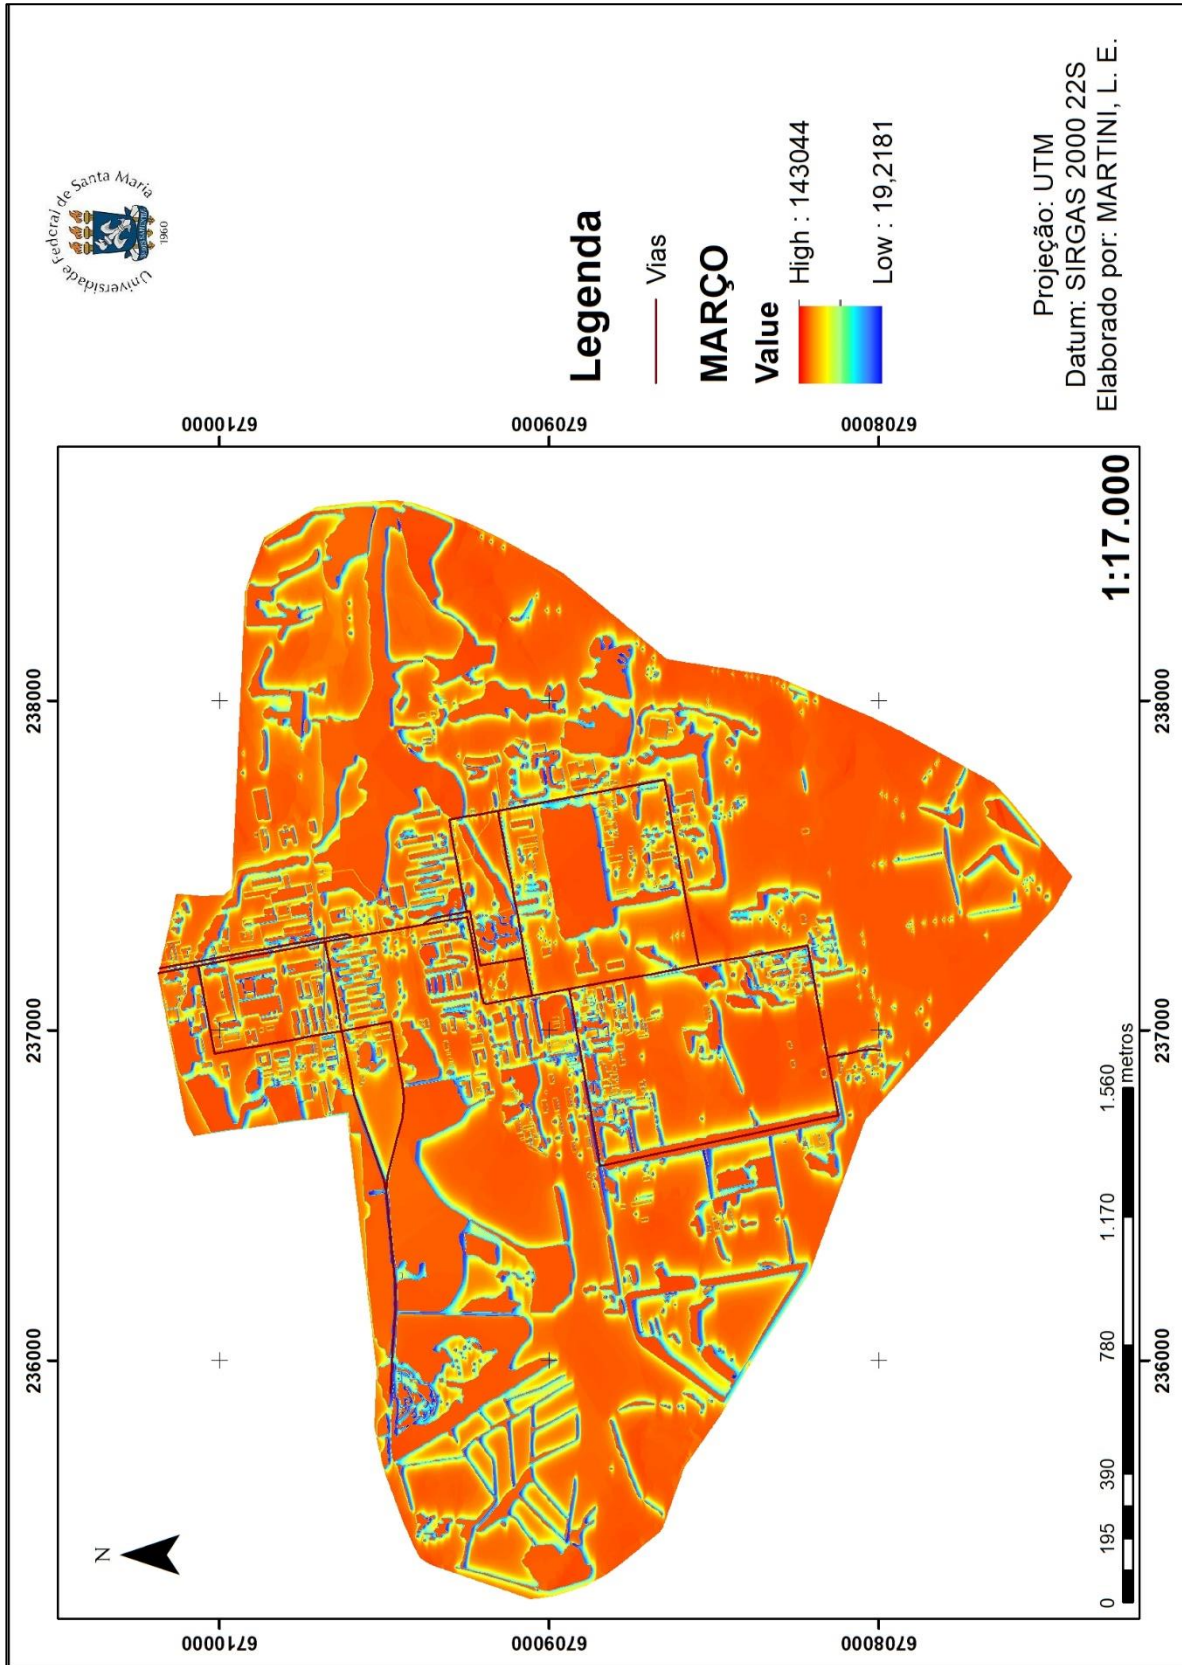 Universidade Federal de Santa Maria
1960
Legenda
Vias
MARÇO
Value
High : 143044
Low : 19,2181
Projeção: UTM
Datum: SIRGAS 2000 22S
Elaborado por: MARTINI, L. E.
N
236000
237000
238000
6710000
6710000
6709000
6709000
6708000
6708000
236000
237000
238000
1:17.000
0 195 390 780 1.170 1.560
metros